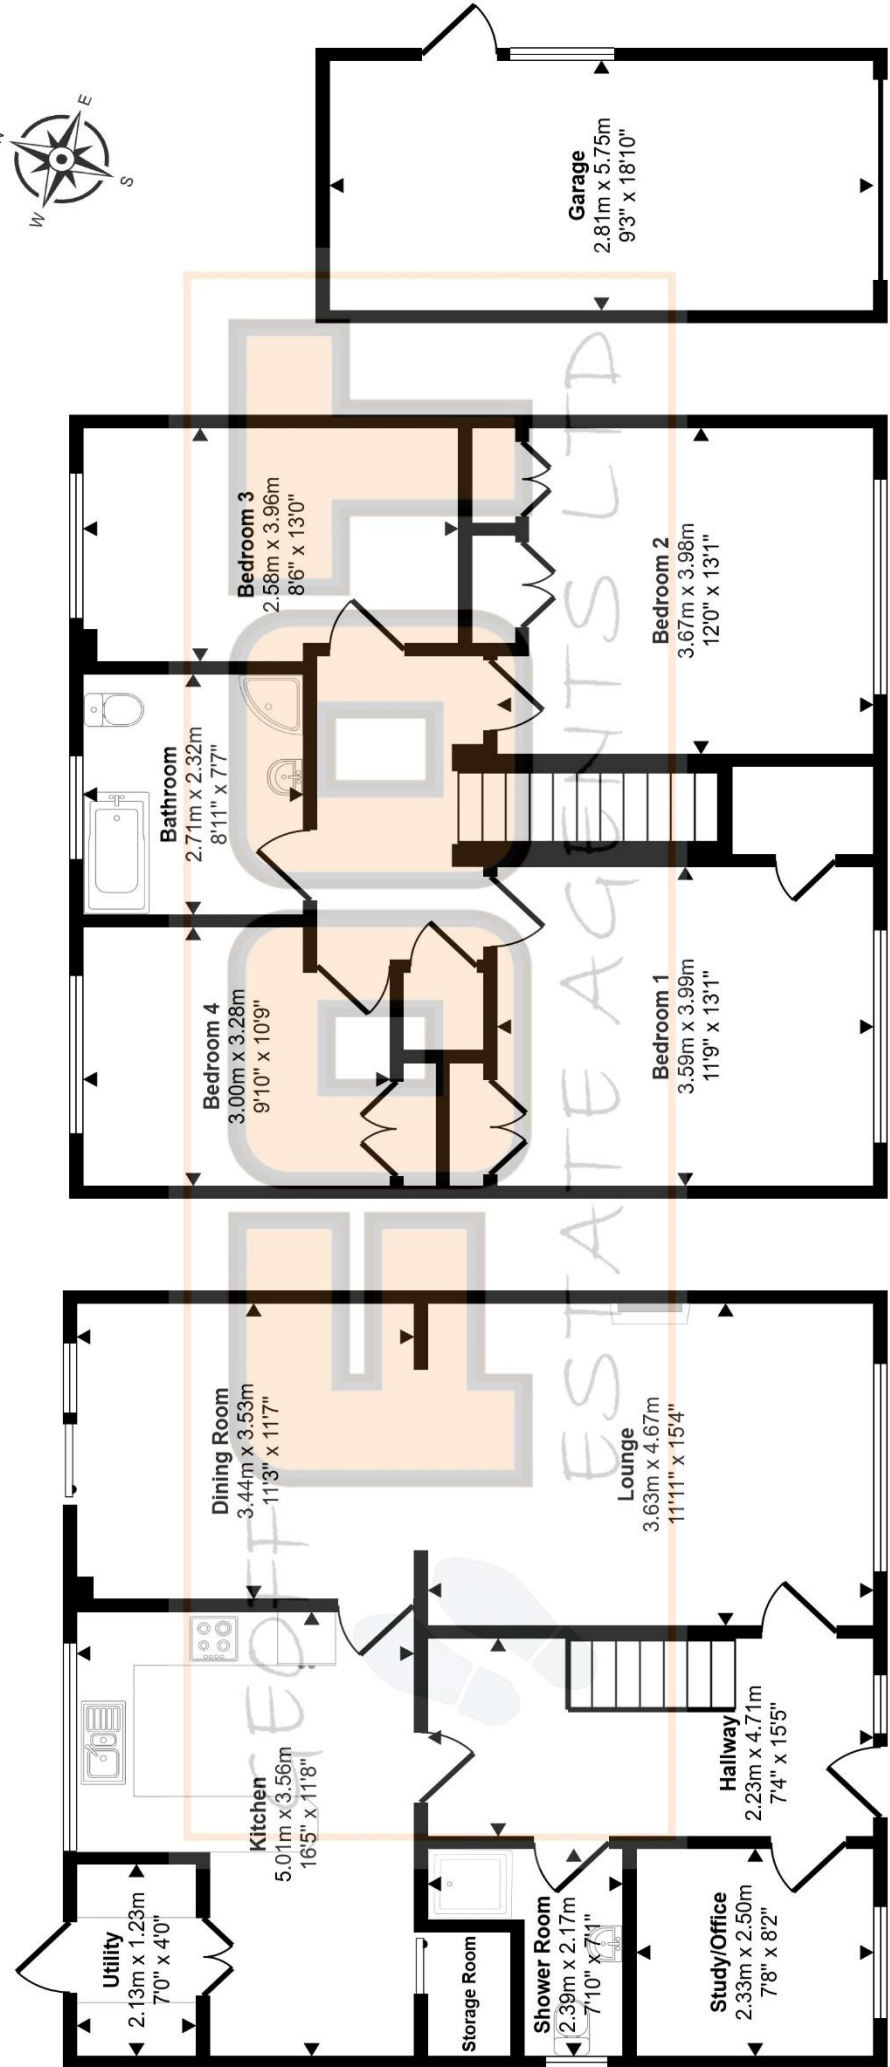 Utility
2.13m x 1.23m
7'0" x 4'0"
Kitchen
5.01m x 3.56m
16'5" x 11'8"
Dining Room
3.44m x 3.53m
11'3" x 11'7"
Storage Room
Shower Room
2.39m x 2.17m
7'10" x 7'1"
Study/Office
2.33m x 2.50m
7'8" x 8'2"
Hallway
2.23m x 4.71m
7'4" x 15'5"
Lounge
3.63m x 4.67m
11'11" x 15'4"
Bedroom 4
3.00m x 3.28m
9'10" x 10'9"
Bathroom
2.71m x 2.32m
8'11" x 7'7"
Bedroom 3
2.58m x 3.96m
8'6" x 13'0"
Bedroom 1
3.59m x 3.99m
11'9" x 13'1"
Bedroom 2
3.67m x 3.98m
12'0" x 13'1"
Garage
2.81m x 5.75m
9'3" x 18'10"
W
E
S
GEOFF
FOOT
ESTATE AGENTS LTD